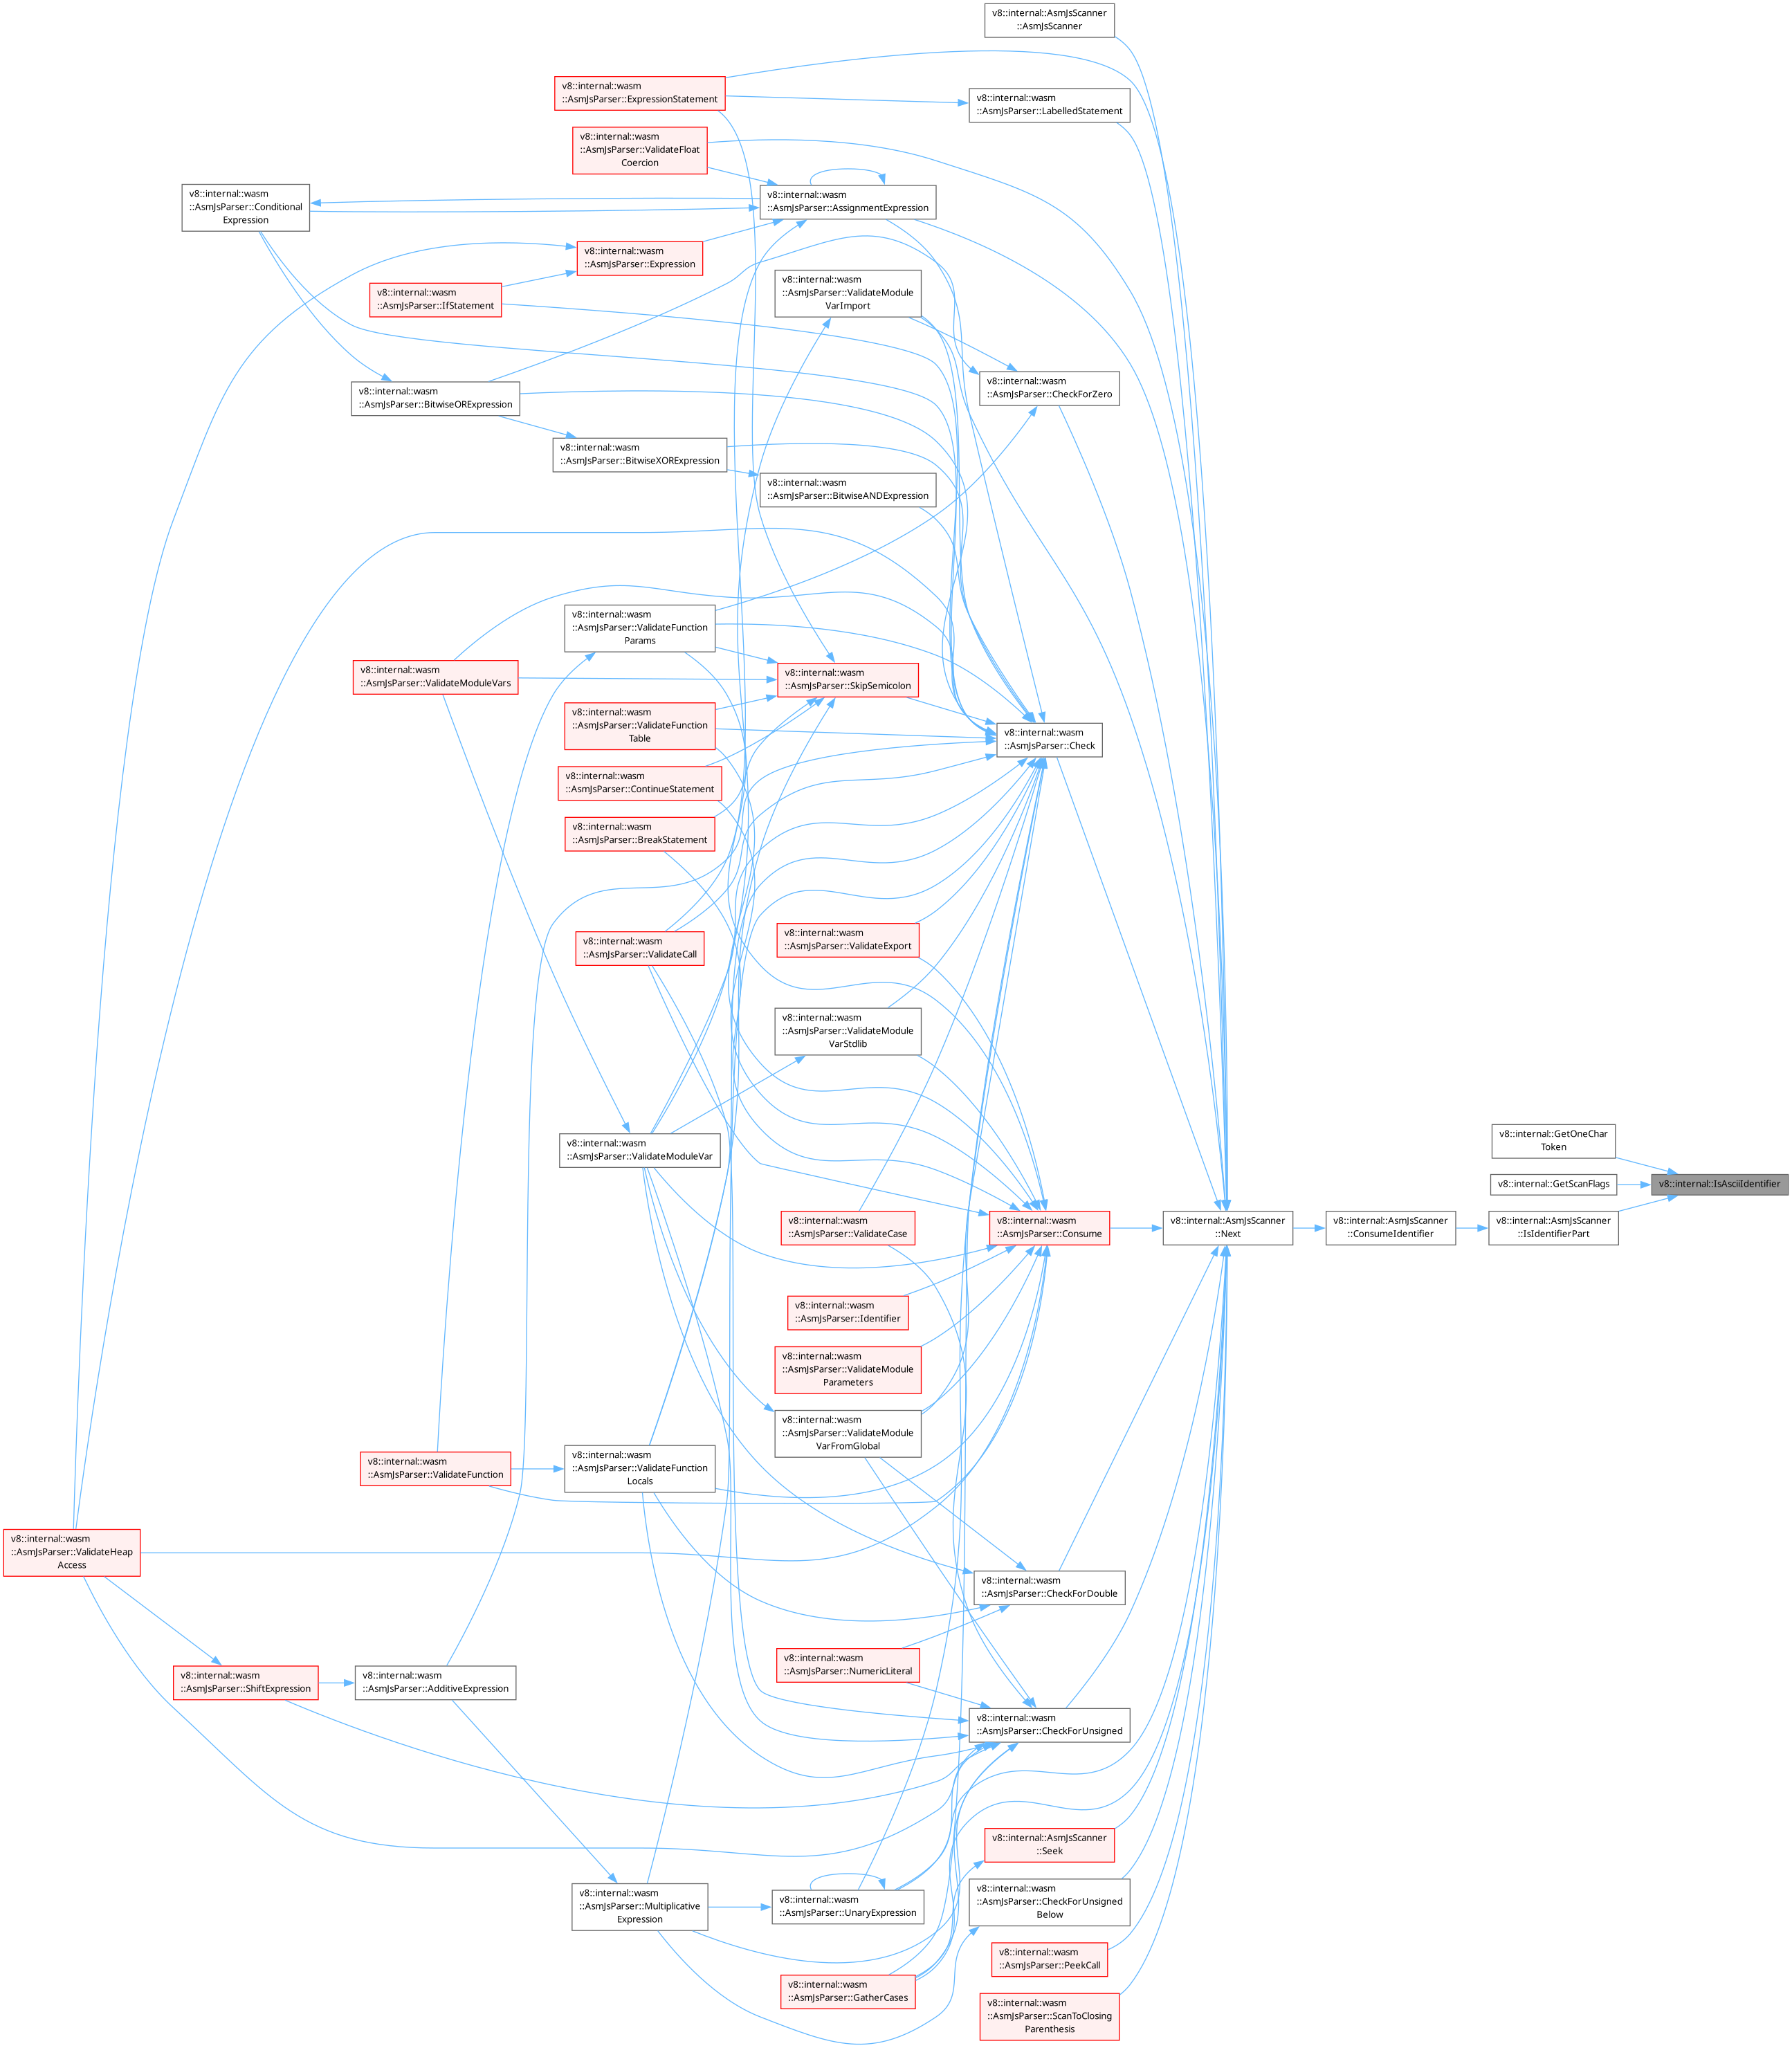 v8::internal::AsmJsScanner
::AsmJsScanner
v8::internal::wasm
::AsmJsParser::ExpressionStatement
v8::internal::wasm
::AsmJsParser::LabelledStatement
v8::internal::wasm
::AsmJsParser::ValidateFloat
Coercion
v8::internal::wasm
::AsmJsParser::Conditional
Expression
v8::internal::wasm
::AsmJsParser::AssignmentExpression
v8::internal::wasm
::AsmJsParser::Expression
v8::internal::wasm
::AsmJsParser::IfStatement
v8::internal::wasm
::AsmJsParser::ValidateModule
VarImport
v8::internal::wasm
::AsmJsParser::BitwiseORExpression
v8::internal::wasm
::AsmJsParser::CheckForZero
v8::internal::wasm
::AsmJsParser::BitwiseXORExpression
v8::internal::wasm
::AsmJsParser::BitwiseANDExpression
v8::internal::wasm
::AsmJsParser::ValidateFunction
Params
v8::internal::wasm
::AsmJsParser::ValidateModuleVars
v8::internal::wasm
::AsmJsParser::SkipSemicolon
v8::internal::wasm
::AsmJsParser::ValidateFunction
Table
v8::internal::wasm
::AsmJsParser::Check
v8::internal::wasm
::AsmJsParser::ContinueStatement
v8::internal::wasm
::AsmJsParser::BreakStatement
v8::internal::wasm
::AsmJsParser::ValidateCall
v8::internal::wasm
::AsmJsParser::ValidateExport
v8::internal::wasm
::AsmJsParser::ValidateModule
VarStdlib
v8::internal::wasm
::AsmJsParser::ValidateModuleVar
v8::internal::GetOneChar
Token
v8::internal::GetScanFlags
v8::internal::IsAsciiIdentifier
v8::internal::wasm
::AsmJsParser::ValidateCase
v8::internal::wasm
::AsmJsParser::Consume
v8::internal::AsmJsScanner
::Next
v8::internal::AsmJsScanner
::ConsumeIdentifier
v8::internal::AsmJsScanner
::IsIdentifierPart
v8::internal::wasm
::AsmJsParser::Identifier
v8::internal::wasm
::AsmJsParser::ValidateModule
Parameters
v8::internal::wasm
::AsmJsParser::ValidateModule
VarFromGlobal
v8::internal::wasm
::AsmJsParser::ValidateFunction
v8::internal::wasm
::AsmJsParser::ValidateFunction
Locals
v8::internal::wasm
::AsmJsParser::ValidateHeap
Access
v8::internal::wasm
::AsmJsParser::CheckForDouble
v8::internal::wasm
::AsmJsParser::NumericLiteral
v8::internal::wasm
::AsmJsParser::ShiftExpression
v8::internal::wasm
::AsmJsParser::AdditiveExpression
v8::internal::wasm
::AsmJsParser::CheckForUnsigned
v8::internal::AsmJsScanner
::Seek
v8::internal::wasm
::AsmJsParser::Multiplicative
Expression
v8::internal::wasm
::AsmJsParser::UnaryExpression
v8::internal::wasm
::AsmJsParser::CheckForUnsigned
Below
v8::internal::wasm
::AsmJsParser::PeekCall
v8::internal::wasm
::AsmJsParser::GatherCases
v8::internal::wasm
::AsmJsParser::ScanToClosing
Parenthesis